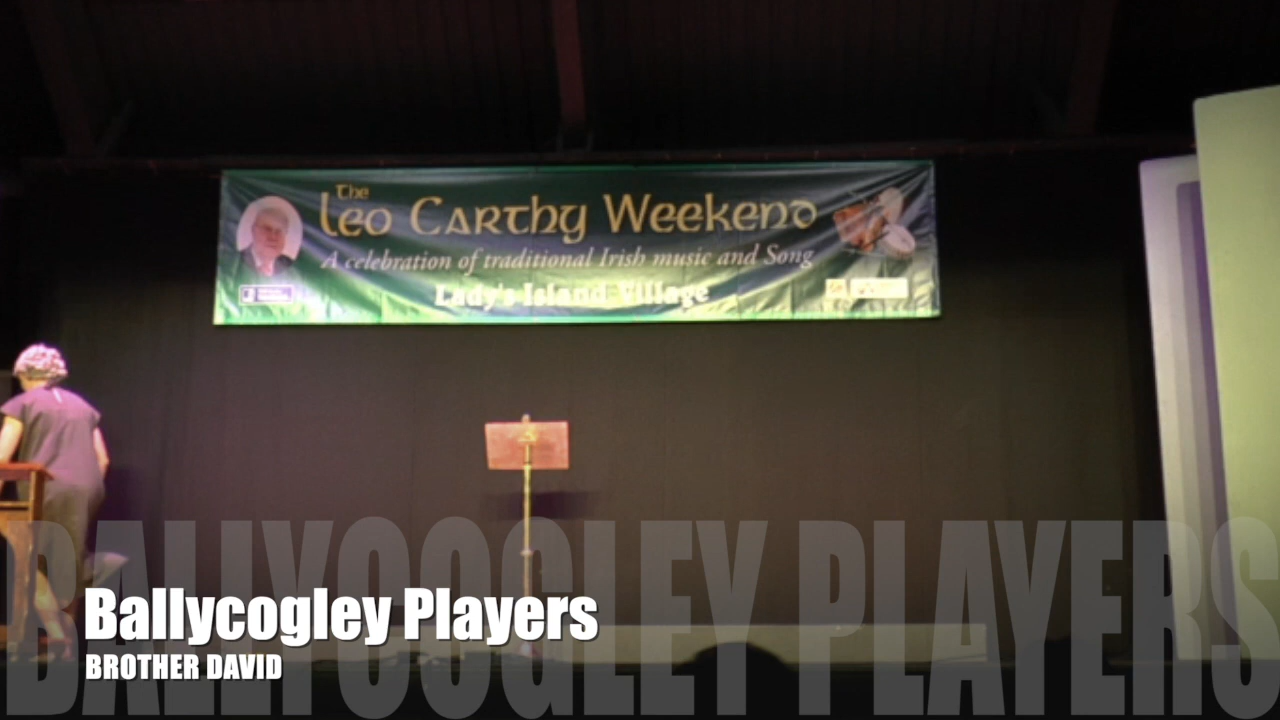 The
Leo Carthy Weekend
A celebration of traditional Irish music and Song
Lady's Island Village
BALLYCOGLEY PLAYERS
Ballycogley Players
BROTHER DAVID